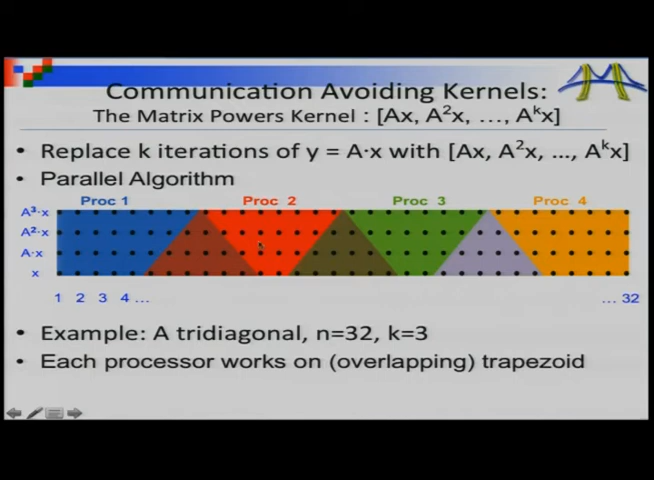 Communication Avoiding Kernels:
The Matrix Powers Kernel : [Ax, A²x, …, Aᵏx]
• Replace k iterations of y = A·x with [Ax, A²x, ..., Aᵏx]
• Parallel Algorithm
Proc 1 Proc 2 Proc 3 Proc 4
A³·x
A²·x
A·x
x
1 2 3 4 ... ... 32
• Example: A tridiagonal, n=32, k=3
• Each processor works on (overlapping) trapezoid